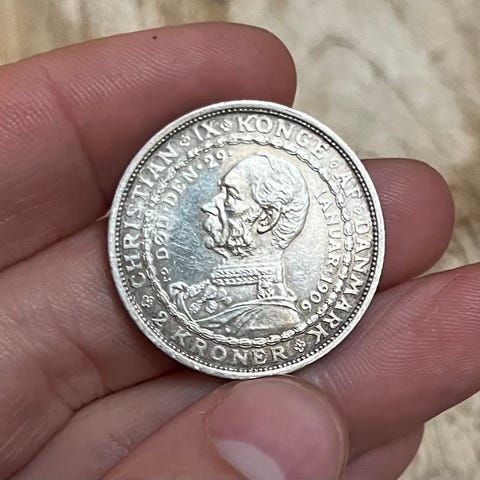 CHRISTIAN IX KONGE AF DANMARK
DØD DEN 29 JANUAR 1906
2 KRONER